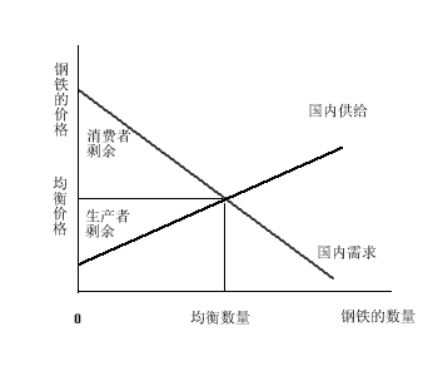 钢铁的价格
国内供给
消费者
剩余
均衡价格
生产者
剩余
国内需求
0
均衡数量
钢铁的数量